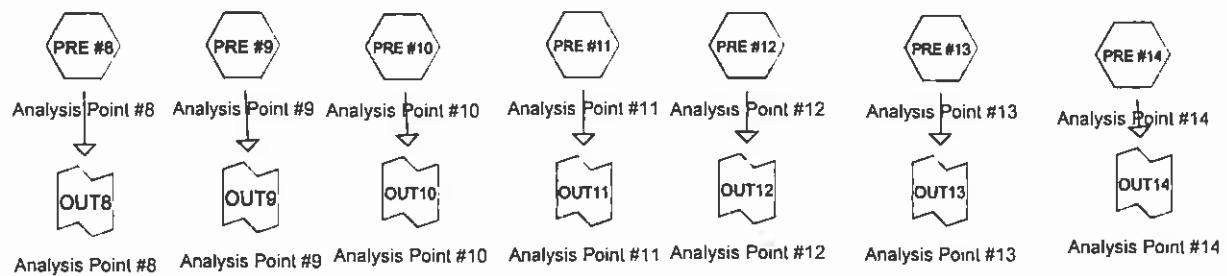 PRE #8 PRE #9 PRE #10 PRE #11 PRE #12 PRE #13 PRE #14
Analysis Point #8 Analysis Point #9 Analysis Point #10 Analysis Point #11 Analysis Point #12 Analysis Point #13 Analysis Point #14
OUT8 OUT9 OUT10 OUT11 OUT12 OUT13 OUT14
Analysis Point #8 Analysis Point #9 Analysis Point #10 Analysis Point #11 Analysis Point #12 Analysis Point #13 Analysis Point #14